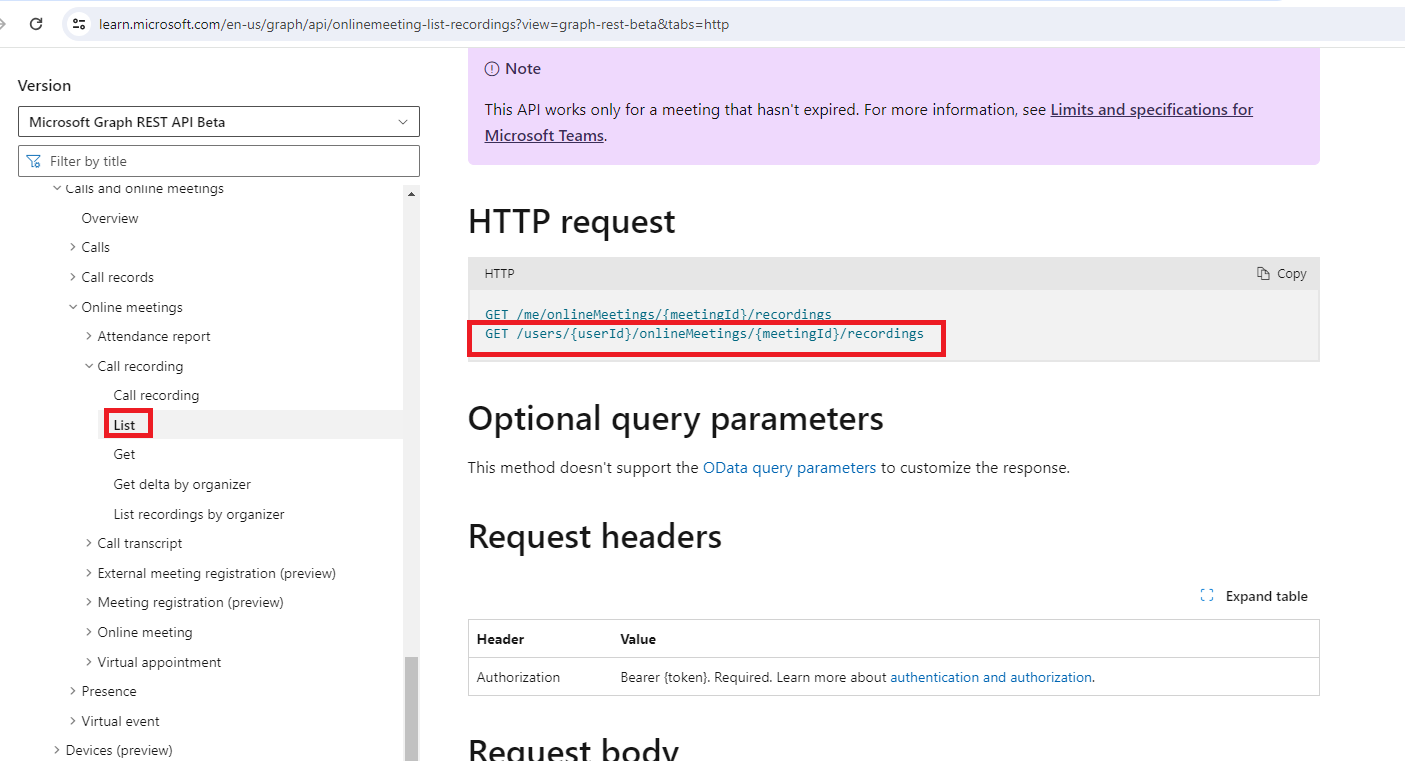 learn.microsoft.com/en-us/graph/api/onlinemeeting-list-recordings?view=graph-rest-beta&tabs=http
Version
Microsoft Graph REST API Beta
Filter by title
Calls and online meetings
Overview
Calls
Call records
Online meetings
Attendance report
Call recording
Call recording
List
Get
Get delta by organizer
List recordings by organizer
Call transcript
External meeting registration (preview)
Meeting registration (preview)
Online meeting
Virtual appointment
Presence
Virtual event
Devices (preview)
Note
This API works only for a meeting that hasn't expired. For more information, see Limits and specifications for
Microsoft Teams.
HTTP request
HTTP Copy
GET /me/onlineMeetings/{meetingId}/recordings
GET /users/{userId}/onlineMeetings/{meetingId}/recordings
Optional query parameters
This method doesn't support the OData query parameters to customize the response.
Request headers
Expand table
Header Value
Authorization Bearer {token}. Required. Learn more about authentication and authorization.
Request body